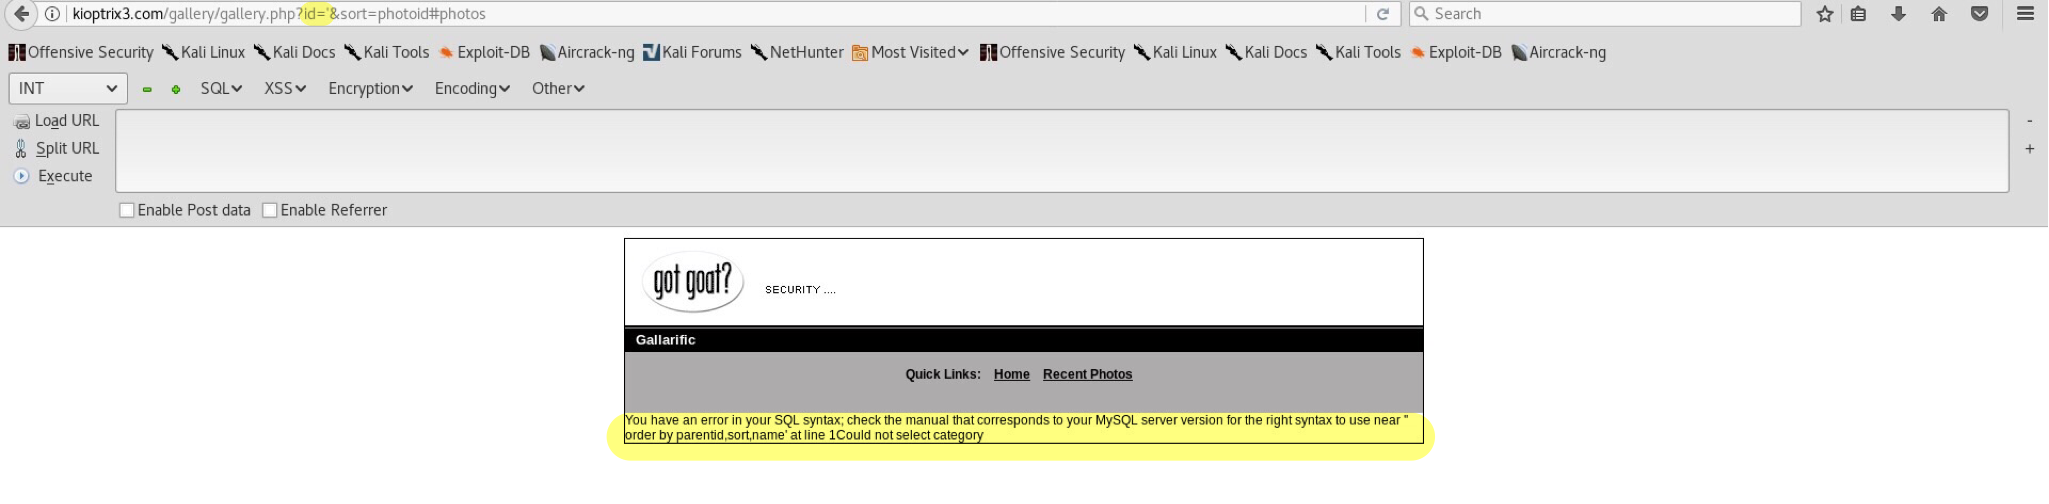 kioptrix3.com/gallery/gallery.php?id='&sort=photoid#photos Search
Offensive Security Kali Linux Kali Docs Kali Tools Exploit-DB Aircrack-ng Kali Forums NetHunter Most Visited Offensive Security Kali Linux Kali Docs Kali Tools Exploit-DB Aircrack-ng
INT SQL XSS Encryption Encoding Other
Load URL
Split URL
Execute
Enable Post data Enable Referrer
got goat? SECURITY ....
Gallarific
Quick Links: Home Recent Photos
You have an error in your SQL syntax; check the manual that corresponds to your MySQL server version for the right syntax to use near ''
order by parentid,sort,name' at line 1Could not select category